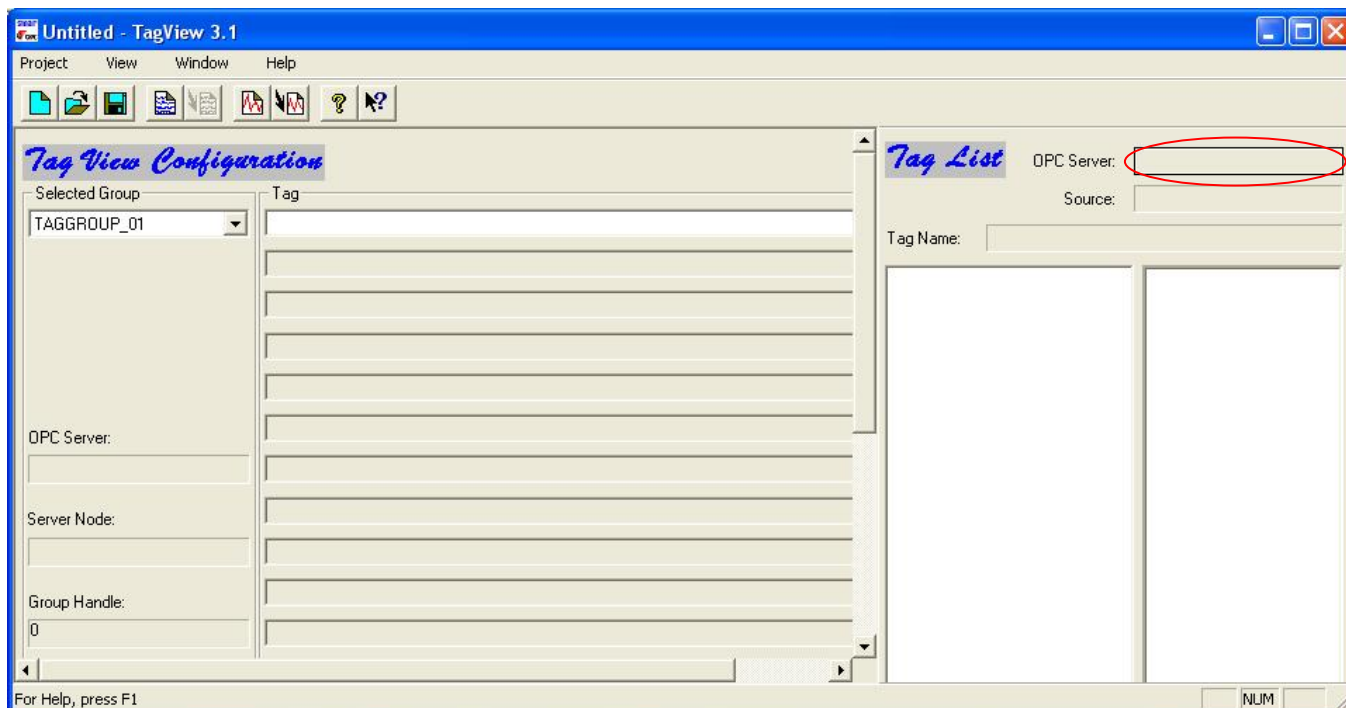 Untitled - TagView 3.1
Project View Window Help
Tag View Configuration
Selected Group
Tag
TAGGROUP_01
OPC Server:
Server Node:
Group Handle:
0
Tag List
OPC Server:
Source:
Tag Name:
For Help, press F1
NUM